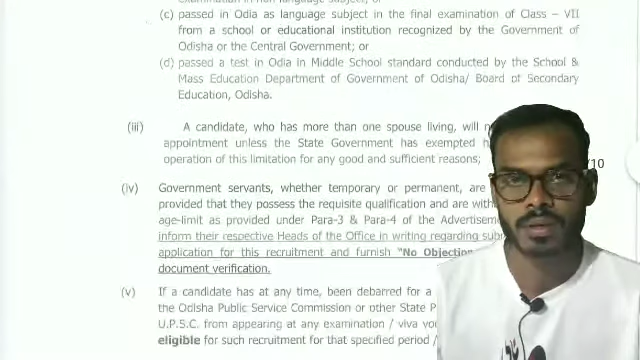 Examination in non language subject; or
(c) passed in Odia as language subject in the final examination of Class – VII
from a school or educational institution recognized by the Government of
Odisha or the Central Government; or
(d) passed a test in Odia in Middle School standard conducted by the School &
Mass Education Department of Government of Odisha/ Board of Secondary
Education, Odisha.
(iii) A candidate, who has more than one spouse living, will
appointment unless the State Government has exempted
operation of this limitation for any good and sufficient reasons;
/10
(iv) Government servants, whether temporary or permanent, are
provided that they possess the requisite qualification and are
age-limit as provided under Para-3 & Para-4 of the
inform their respective Heads of the Office in writing regarding
application for this recruitment and furnish "No Objection
document verification.
(v) If a candidate has at any time, been debarred for a
the Odisha Public Service Commission or other State
U.P.S.C. from appearing at any examination / viva
eligible for such recruitment for that specified period /